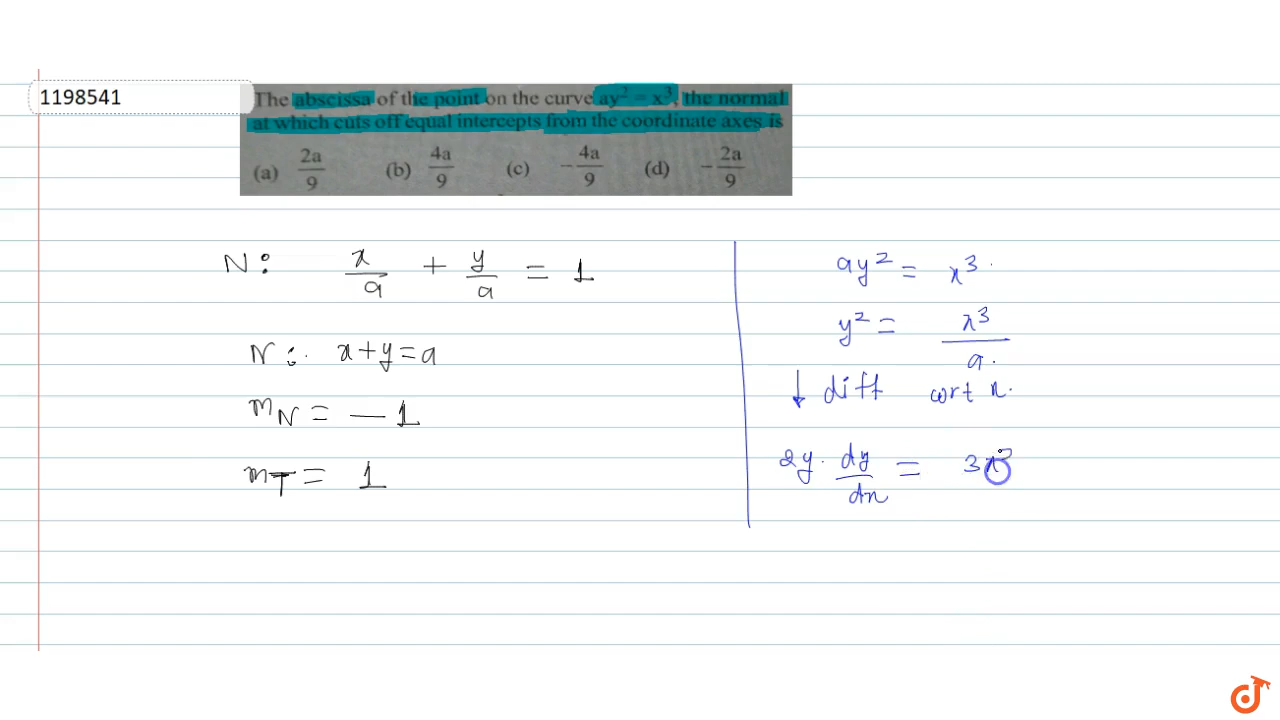 1198541
The abscissa of the point on the curve ay² = x³, the normal
at which cuts off equal intercepts from the coordinate axes is
(a) 2a/9 (b) 4a/9 (c) -4a/9 (d) -2a/9
N: x/a + y/a = 1
N: x+y=a
mN = -1
mT = 1
ay² = x³.
y² = x³/a.
↓ diff wrt x.
2y. dy/dx = 3x²